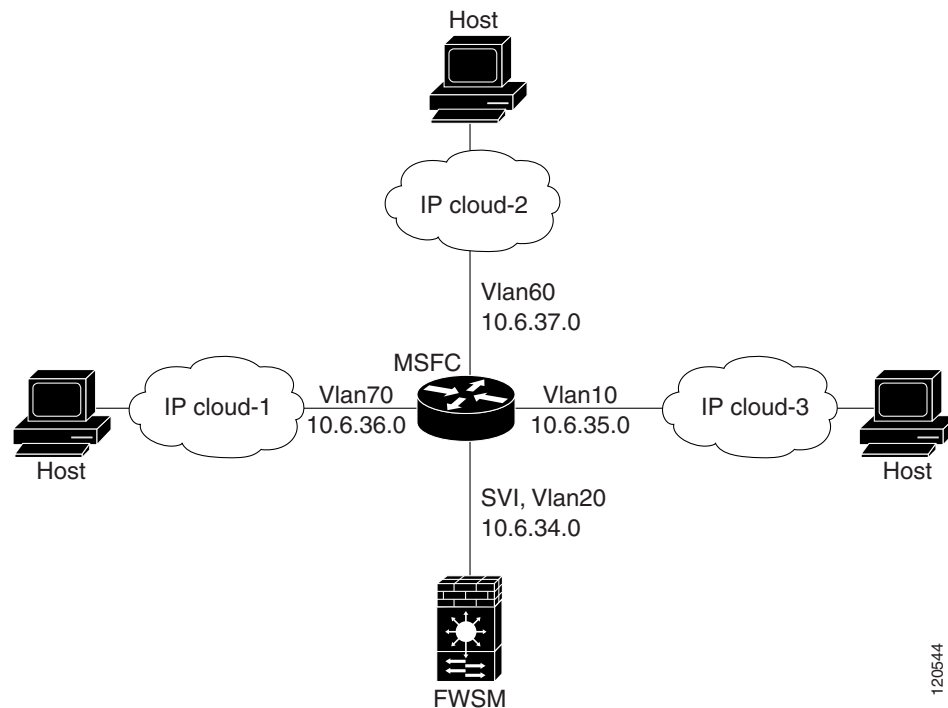 Host
IP cloud-2
Vlan60
10.6.37.0
MSFC
IP cloud-1
Vlan70
10.6.36.0
Vlan10
10.6.35.0
IP cloud-3
Host
Host
SVI, Vlan20
10.6.34.0
FWSM
120544